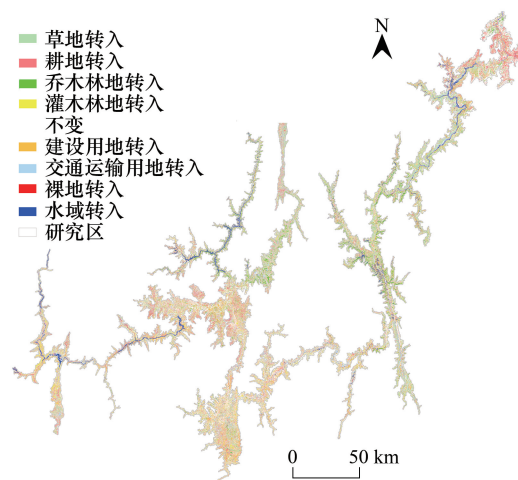 N
草地转入
耕地转入
乔木林地转入
灌木林地转入
不变
建设用地转入
交通运输用地转入
裸地转入
水域转入
研究区
0 50 km